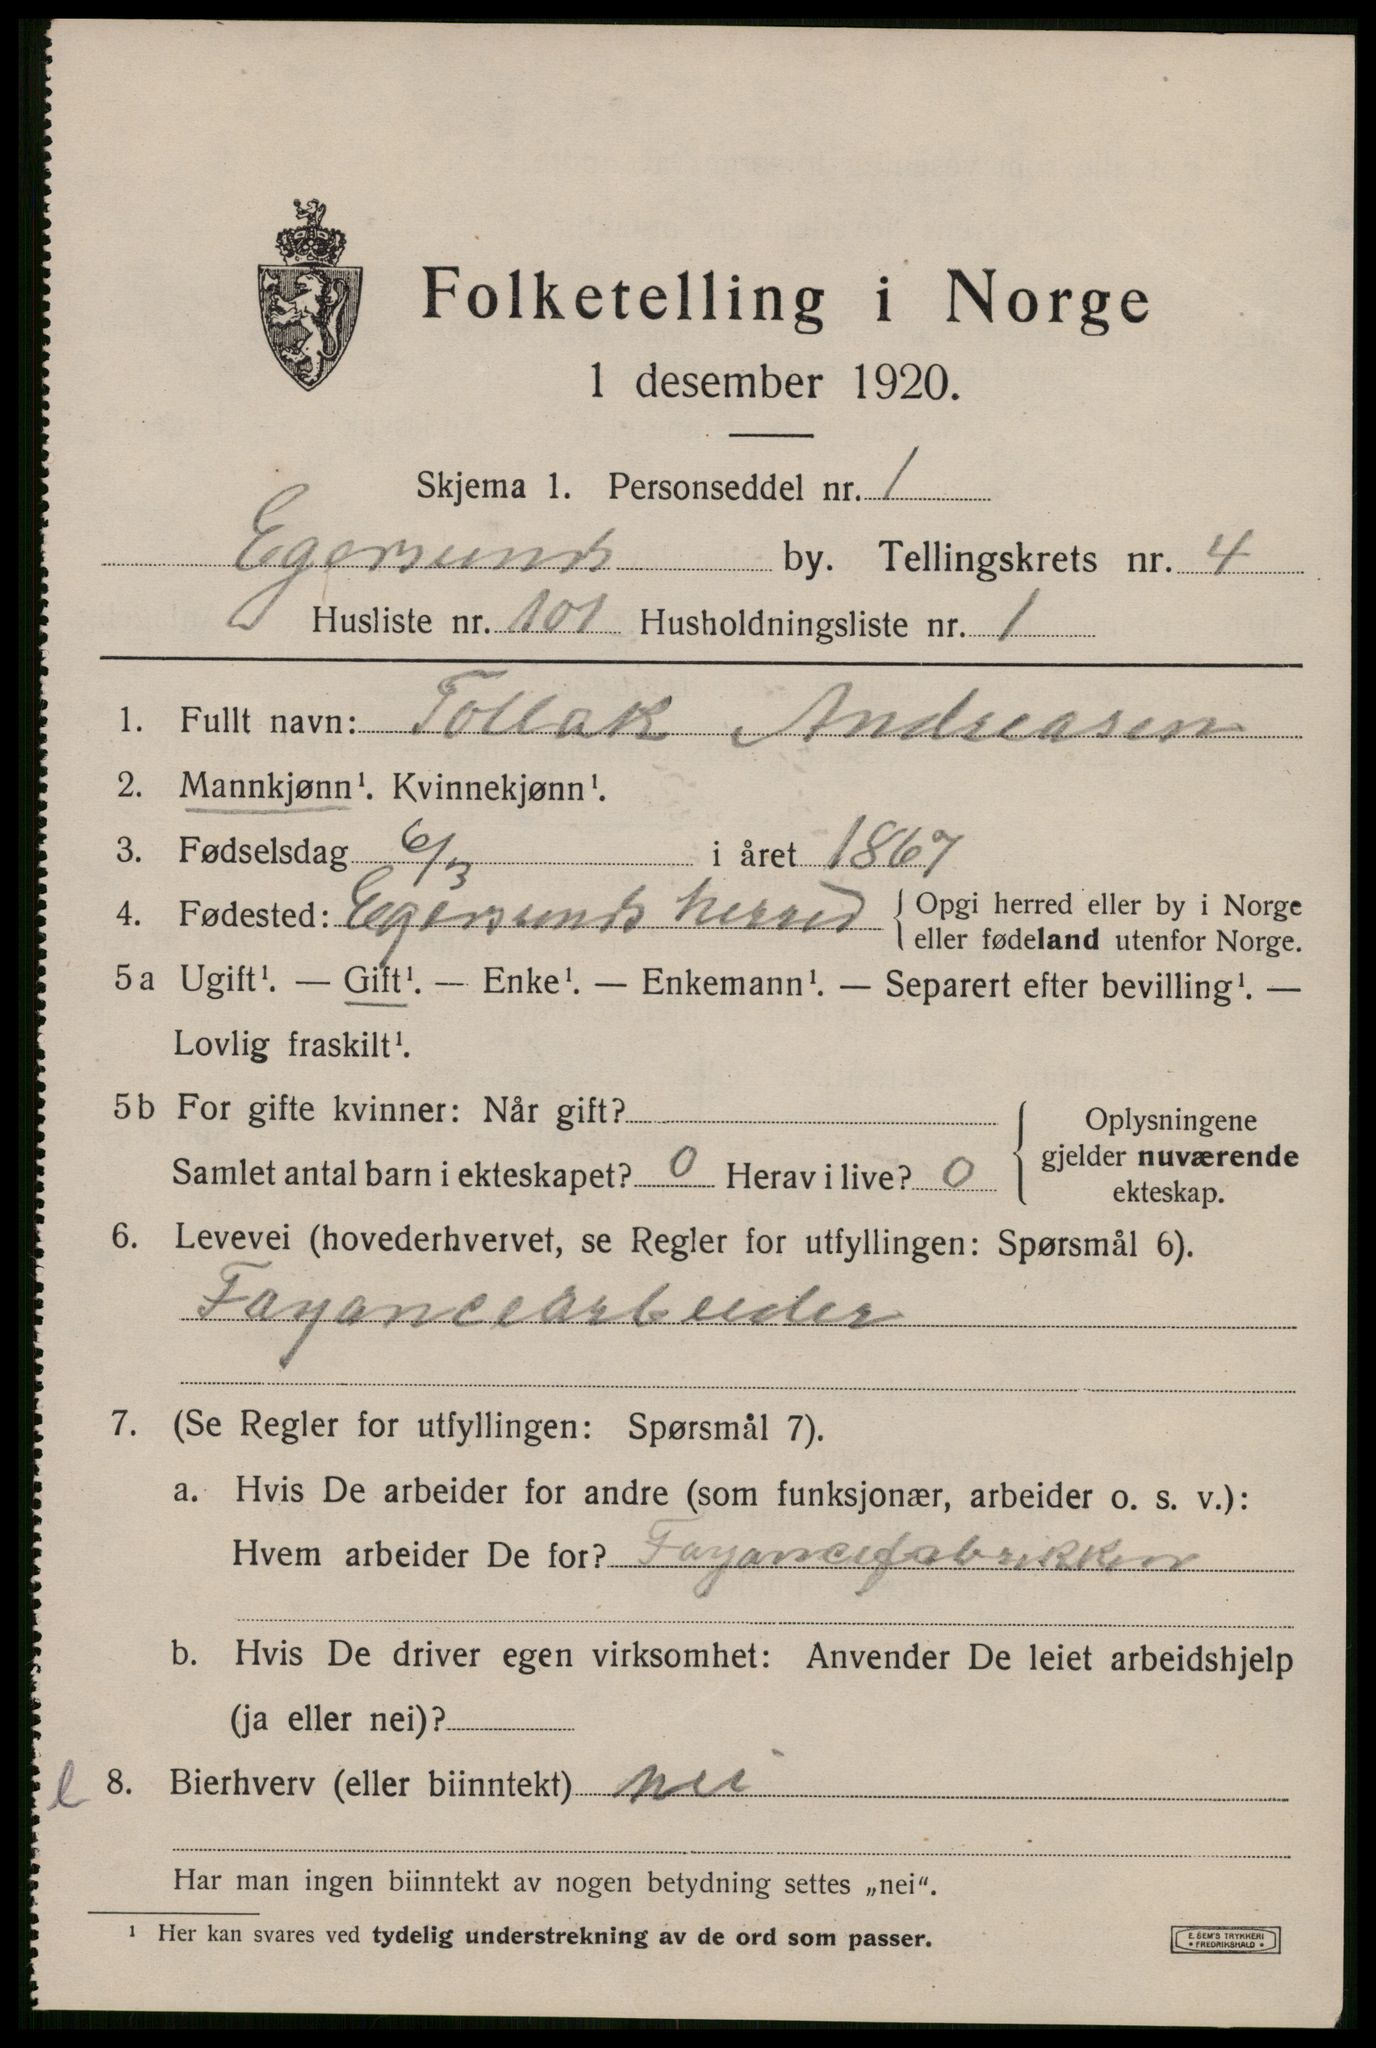 Folketelling i Norge
1 desember 1920.
Skjema 1. Personseddel nr. 1
Egersunds by. Tellingskrets nr. 4
Husliste nr. 101 Husholdningsliste nr. 1
1. Fullt navn: Tollak Andreasen
2. Mannkjønn¹. Kvinnekjønn¹.
3. Fødselsdag 6/3 i året 1867
4. Fødested: Egersunds herred { Opgi herred eller by i Norge
eller fødeland utenfor Norge.
5a Ugift¹. — Gift¹. — Enke¹. — Enkemann¹. — Separert efter bevilling¹. —
Lovlig fraskilt¹.
5b For gifte kvinner: Når gift?
Samlet antal barn i ekteskapet? 0 Herav i live? 0
Oplysningene
gjelder nuværende
ekteskap.
6. Levevei (hovederhvervet, se Regler for utfyllingen: Spørsmål 6).
Fayancearbeider
7. (Se Regler for utfyllingen: Spørsmål 7).
a. Hvis De arbeider for andre (som funksjonær, arbeider o. s. v.):
Hvem arbeider De for? Fayancefabrikken
b. Hvis De driver egen virksomhet: Anvender De leiet arbeidshjelp
(ja eller nei)?
l 8. Bierhverv (eller biinntekt) nei
Har man ingen biinntekt av nogen betydning settes „nei“.
¹ Her kan svares ved tydelig understrekning av de ord som passer.
E. SEM'S TRYKKERI
• FREDRIKSHALD •